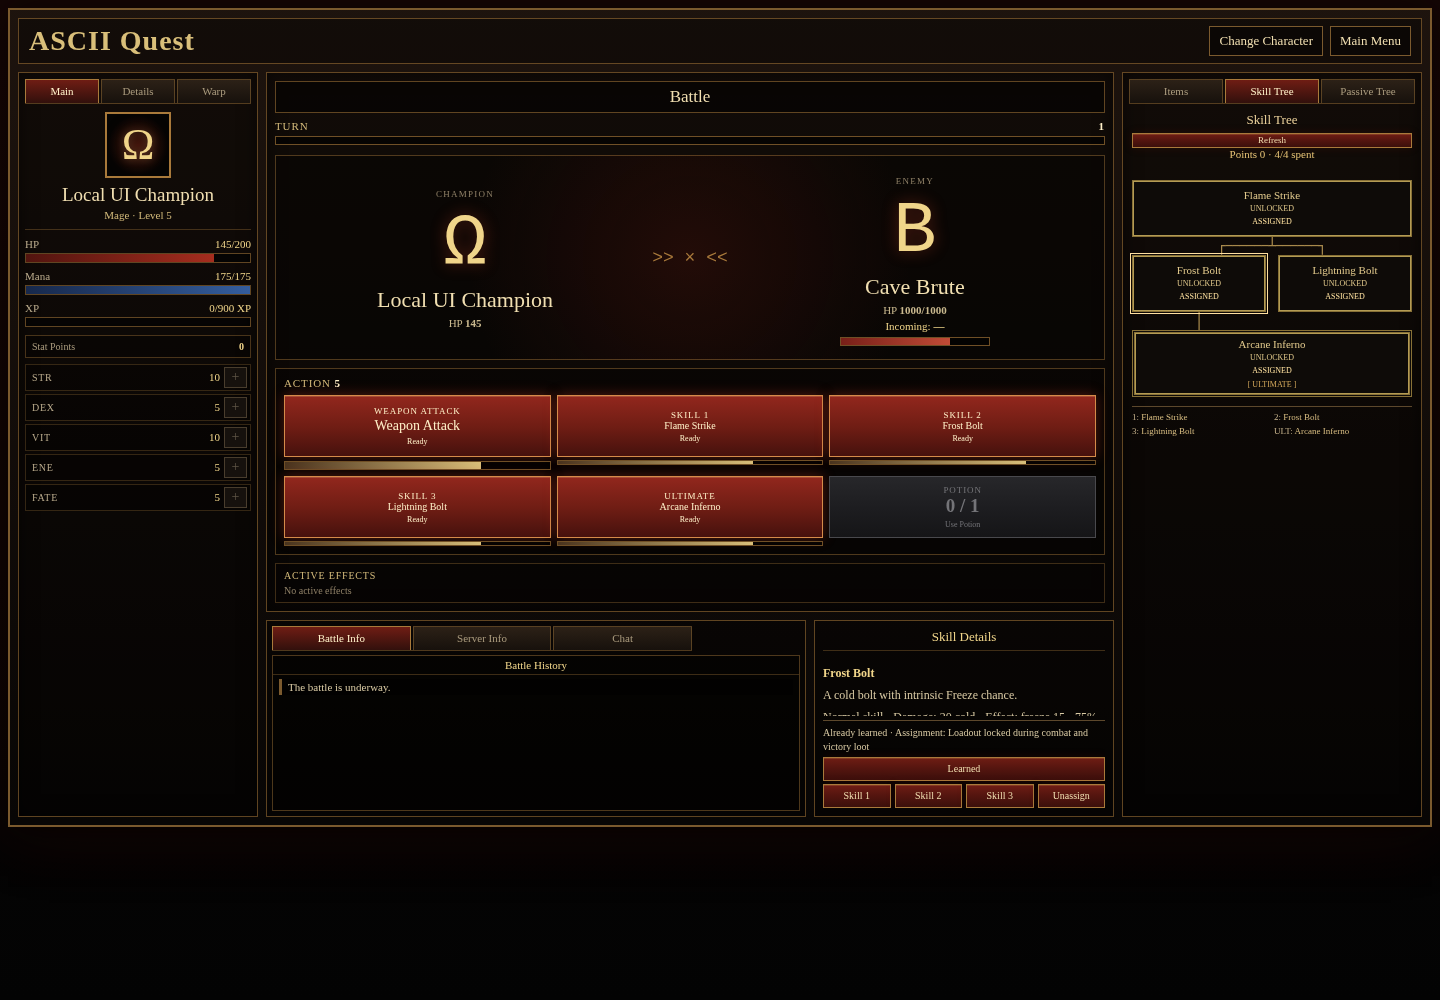 ASCII Quest
Change Character
Main Menu
Main
Details
Warp
Ω
Local UI Champion
Mage · Level 5
HP 145/200
Mana 175/175
XP 0/900 XP
Stat Points 0
STR 10 +
DEX 5 +
VIT 10 +
ENE 5 +
FATE 5 +
Battle
TURN 1
CHAMPION
Ω
Local UI Champion
HP 145
>> × <<
ENEMY
B
Cave Brute
HP 1000/1000
Incoming: —
ACTION 5
WEAPON ATTACK
Weapon Attack
Ready
SKILL 1
Flame Strike
Ready
SKILL 2
Frost Bolt
Ready
SKILL 3
Lightning Bolt
Ready
ULTIMATE
Arcane Inferno
Ready
POTION
0 / 1
Use Potion
ACTIVE EFFECTS
No active effects
Battle Info
Server Info
Chat
Battle History
The battle is underway.
Skill Details
Frost Bolt
A cold bolt with intrinsic Freeze chance.
Already learned · Assignment: Loadout locked during combat and
victory loot
Learned
Skill 1
Skill 2
Skill 3
Unassign
Items
Skill Tree
Passive Tree
Skill Tree
Refresh
Points 0 · 4/4 spent
Flame Strike
UNLOCKED
ASSIGNED
Frost Bolt
UNLOCKED
ASSIGNED
Lightning Bolt
UNLOCKED
ASSIGNED
Arcane Inferno
UNLOCKED
ASSIGNED
[ ULTIMATE ]
1: Flame Strike
2: Frost Bolt
3: Lightning Bolt
ULT: Arcane Inferno